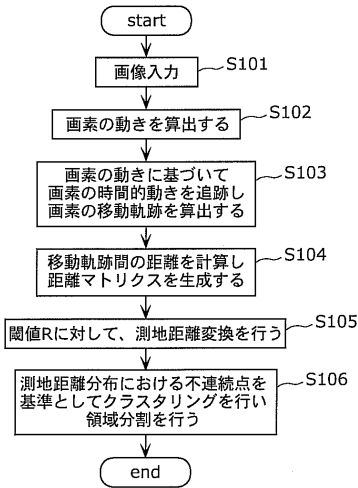 start
画像入力
S101
画素の動きを算出する
S102
画素の動きに基づいて
画素の時間的動きを追跡し
画素の移動軌跡を算出する
S103
移動軌跡間の距離を計算し
距離マトリクスを生成する
S104
閾値Rに対して、測地距離変換を行う
S105
測地距離分布における不連続点を
基準としてクラスタリングを行い
領域分割を行う
S106
end